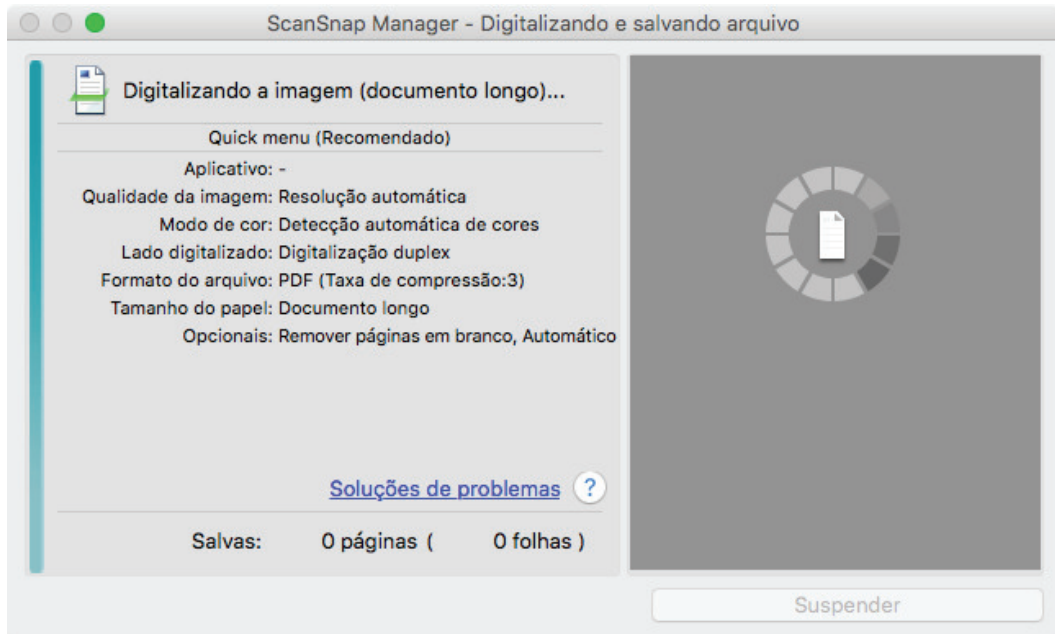 ScanSnap Manager - Digitalizando e salvando arquivo
Digitalizando a imagem (documento longo)...
Quick menu (Recomendado)
Aplicativo: -
Qualidade da imagem: Resolução automática
Modo de cor: Detecção automática de cores
Lado digitalizado: Digitalização duplex
Formato do arquivo: PDF (Taxa de compressão:3)
Tamanho do papel: Documento longo
Opcionais: Remover páginas em branco, Automático
Soluções de problemas ?
Salvas: 0 páginas ( 0 folhas )
Suspender